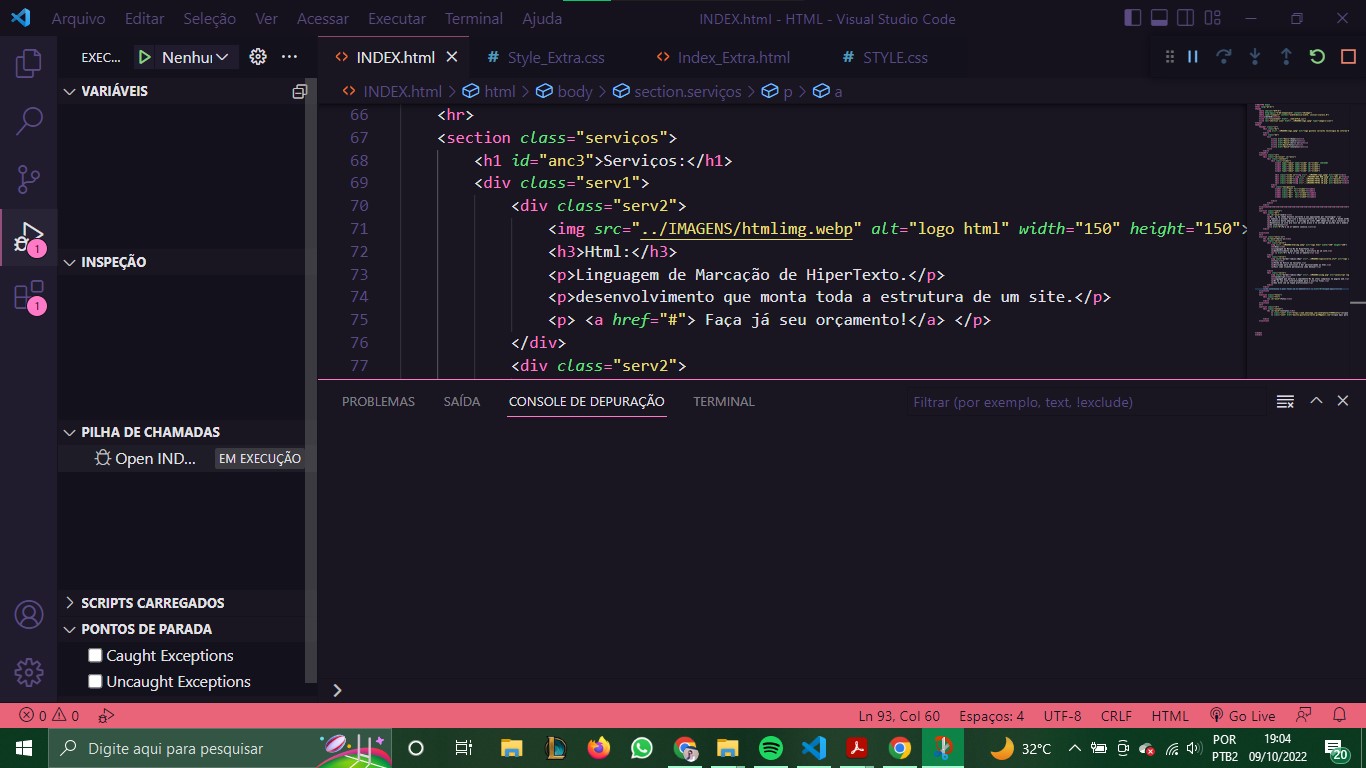 Arquivo Editar Seleção Ver Acessar Executar Terminal Ajuda INDEX.html - HTML - Visual Studio Code
EXEC... Nenhu INDEX.html # Style_Extra.css Index_Extra.html # STYLE.css
VARIÁVEIS
INDEX.html > html > body > section.serviços > p > a
66 <hr>
67 <section class="serviços">
68 <h1 id="anc3">Serviços:</h1>
69 <div class="serv1">
70 <div class="serv2">
71 <img src="../IMAGENS/htmlimg.webp" alt="logo html" width="150" height="150">
72 <h3>Html:</h3>
73 <p>Linguagem de Marcação de HiperTexto.</p>
74 <p>desenvolvimento que monta toda a estrutura de um site.</p>
75 <p> <a href="#"> Faça já seu orçamento!</a> </p>
76 </div>
77 <div class="serv2">
1
INSPEÇÃO
1
PROBLEMAS SAÍDA CONSOLE DE DEPURAÇÃO TERMINAL Filtrar (por exemplo, text, !exclude)
PILHA DE CHAMADAS
Open IND... EM EXECUÇÃO
SCRIPTS CARREGADOS
PONTOS DE PARADA
Caught Exceptions
Uncaught Exceptions
0 0 Ln 93, Col 60 Espaços: 4 UTF-8 CRLF HTML Go Live
Digite aqui para pesquisar 32°C POR 19:04
PTB2 09/10/2022 20